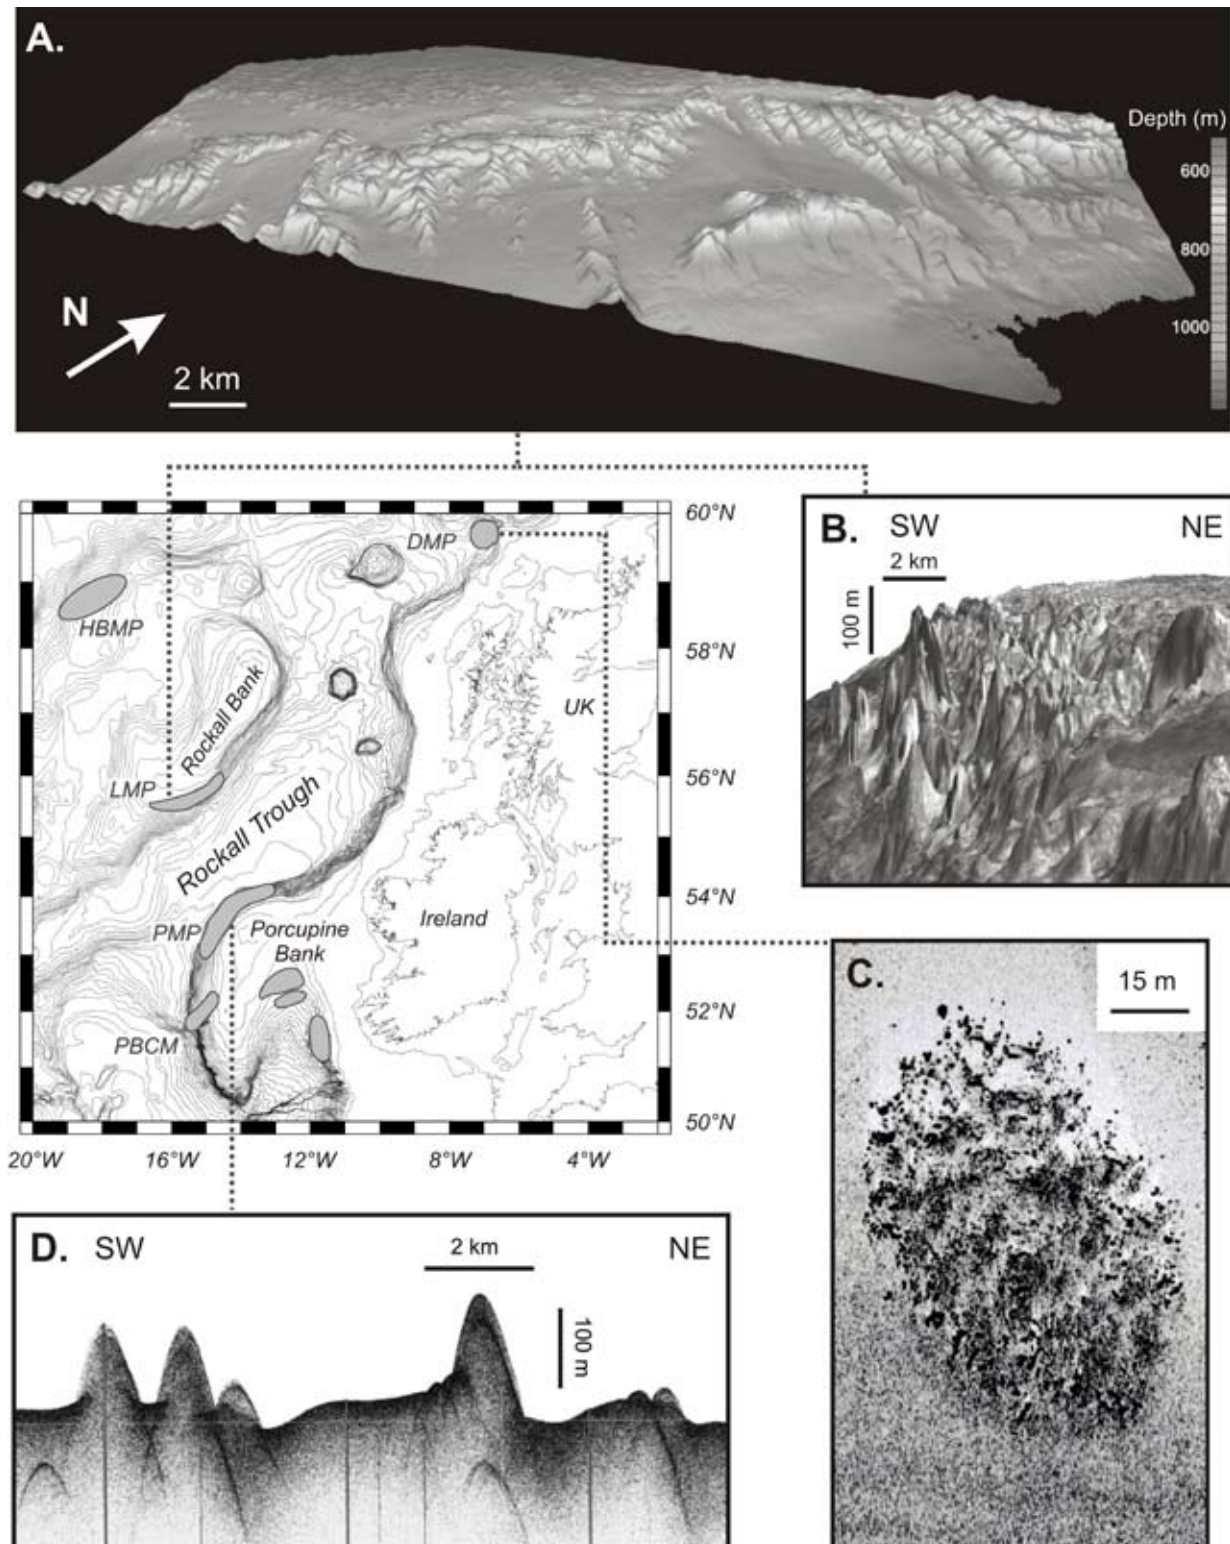 A.
Depth (m)
600
800
1000
N
2 km
60°N
58°N
56°N
54°N
52°N
50°N
20°W
16°W
12°W
8°W
4°W
DMP
HBMP
Rockall Bank
UK
LMP
Rockall Trough
PMP
Porcupine
Bank
Ireland
PBCM
B.
SW
NE
2 km
100 m
C.
15 m
D.
SW
NE
2 km
100 m